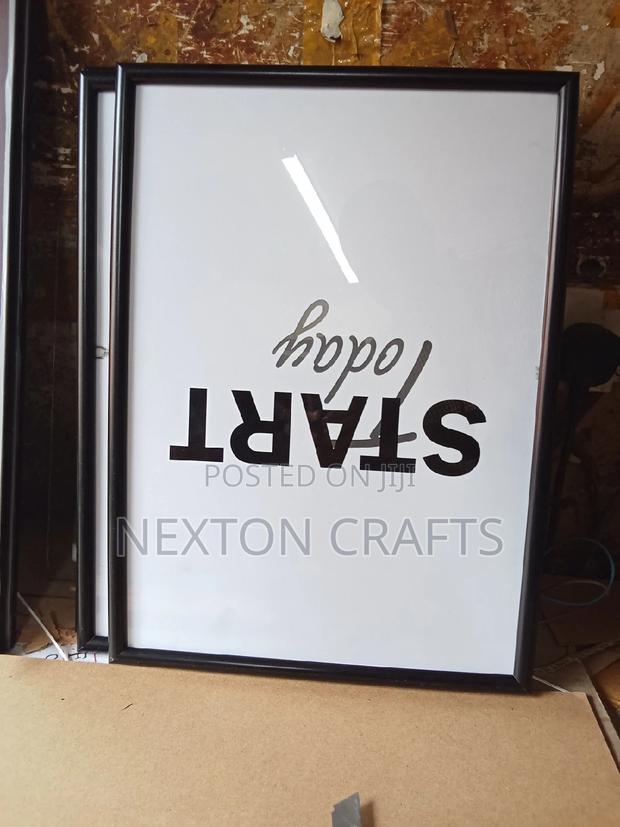 START
Today
POSTED ON JIJI
NEXTON CRAFTS